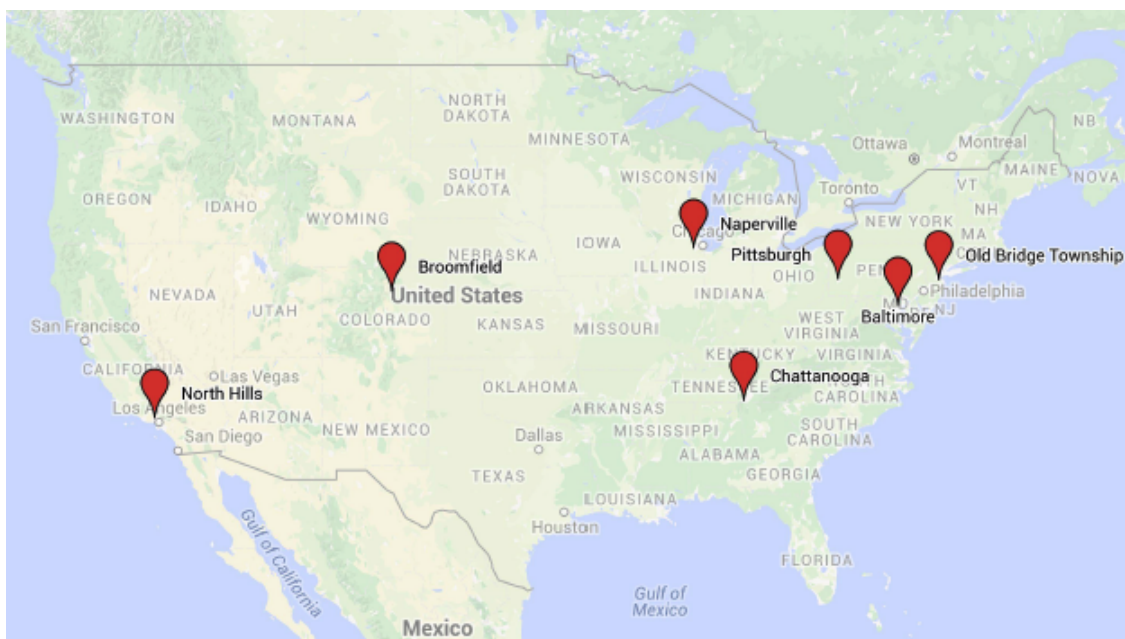 NORTH
DAKOTA
WASHINGTON
MONTANA
NB
MINNESOTA
Ottawa
Montreal
MAINE
NOVA
WISCONSIN
SOUTH
DAKOTA
VT
OREGON
IDAHO
MICHIGAN
Toronto
WYOMING
NH
NEW YORK
Naperville
MA
Chicago
IOWA
NEBRASKA
Pittsburgh
Old Bridge Township
ILLINOIS
Broomfield
OHIO
PEN
NEVADA
United States
INDIANA
Philadelphia
MD
NJ
UTAH
COLORADO
WEST
VIRGINIA
Baltimore
San Francisco
KANSAS
MISSOURI
KENTUCKY
VIRGINIA
CALIFORNIA
Las Vegas
Chattanooga
North Hills
OKLAHOMA
TENNESSEE
NORTH
CAROLINA
Los Angeles
ARIZONA
ARKANSAS
NEW MEXICO
MISSISSIPPI
SOUTH
CAROLINA
San Diego
Dallas
ALABAMA
TEXAS
GEORGIA
LOUISIANA
Houston
Gulf of California
FLORIDA
Gulf of
Mexico
Mexico